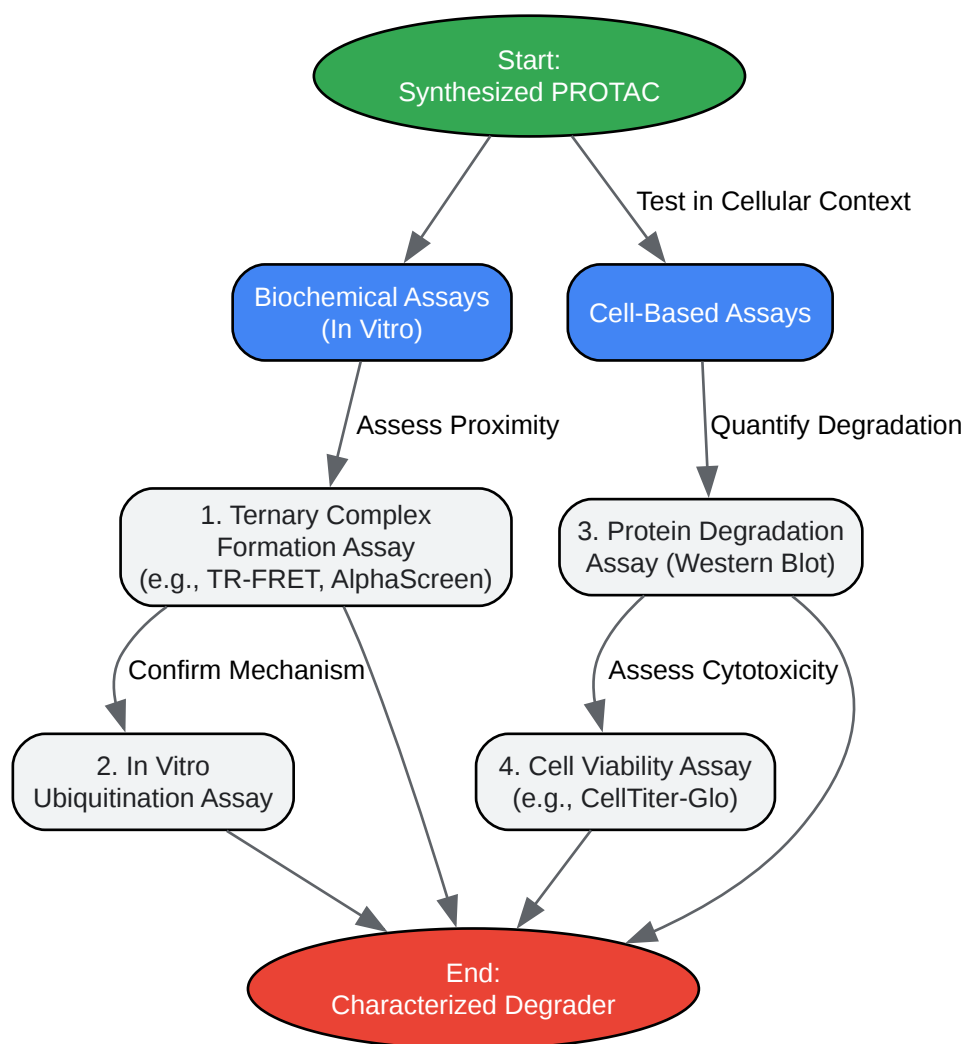 Start:
Synthesized PROTAC
Test in Cellular Context
Biochemical Assays
(In Vitro)
Cell-Based Assays
Assess Proximity
Quantify Degradation
1. Ternary Complex
Formation Assay
(e.g., TR-FRET, AlphaScreen)
3. Protein Degradation
Assay (Western Blot)
Confirm Mechanism
Assess Cytotoxicity
2. In Vitro
Ubiquitination Assay
4. Cell Viability Assay
(e.g., CellTiter-Glo)
End:
Characterized Degrader